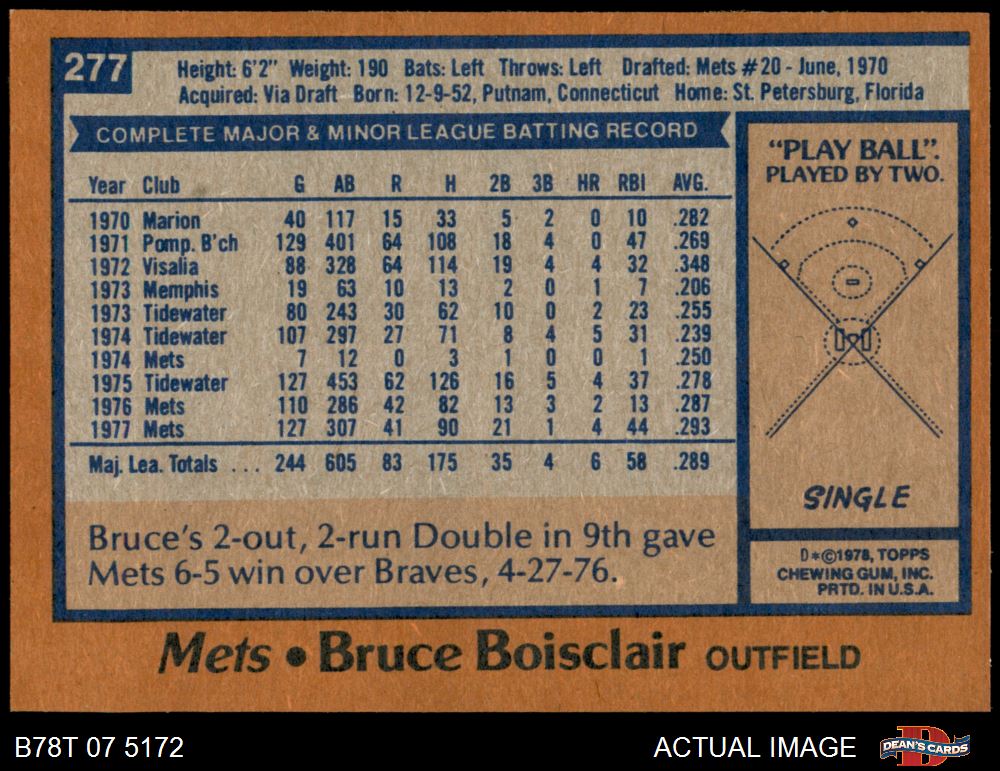 277
Height: 6'2" Weight: 190 Bats: Left Throws: Left Drafted: Mets #20 - June, 1970
Acquired: Via Draft Born: 12-9-52, Putnam, Connecticut Home: St. Petersburg, Florida
COMPLETE MAJOR & MINOR LEAGUE BATTING RECORD
Year Club G AB R H 2B 3B HR RBI AVG.
1970 Marion 40 117 15 33 5 2 0 10 .282
1971 Pomp. B'ch 129 401 64 108 18 4 0 47 .269
1972 Visalia 88 328 64 114 19 4 4 32 .348
1973 Memphis 19 63 10 13 2 0 1 7 .206
1973 Tidewater 80 243 30 62 10 0 2 23 .255
1974 Tidewater 107 297 27 71 8 4 5 31 .239
1974 Mets 7 12 0 3 1 0 0 1 .250
1975 Tidewater 127 453 62 126 16 5 4 37 .278
1976 Mets 110 286 42 82 13 3 2 13 .287
1977 Mets 127 307 41 90 21 1 4 44 .293
Maj. Lea. Totals ... 244 605 83 175 35 4 6 58 .289
Bruce's 2-out, 2-run Double in 9th gave
Mets 6-5 win over Braves, 4-27-76.
"PLAY BALL".
PLAYED BY TWO.
SINGLE
D*©1978, TOPPS
CHEWING GUM, INC.
PRTD. IN U.S.A.
Mets • Bruce Boisclair OUTFIELD
B78T 07 5172
ACTUAL IMAGE
DEAN'S CARDS